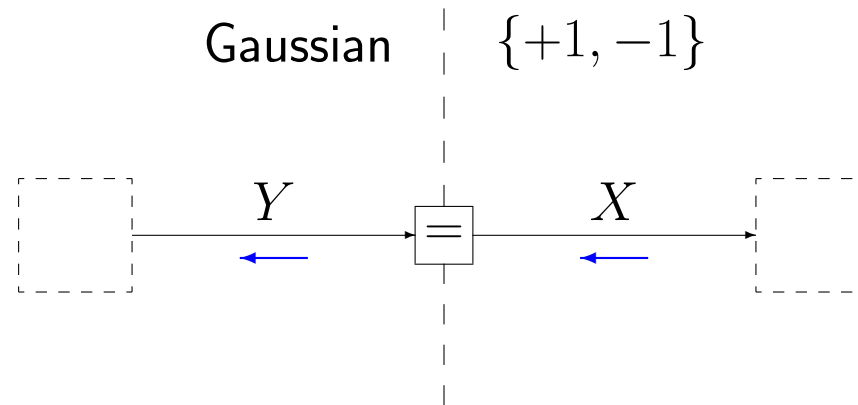 Gaussian {+1, −1}
Y = X